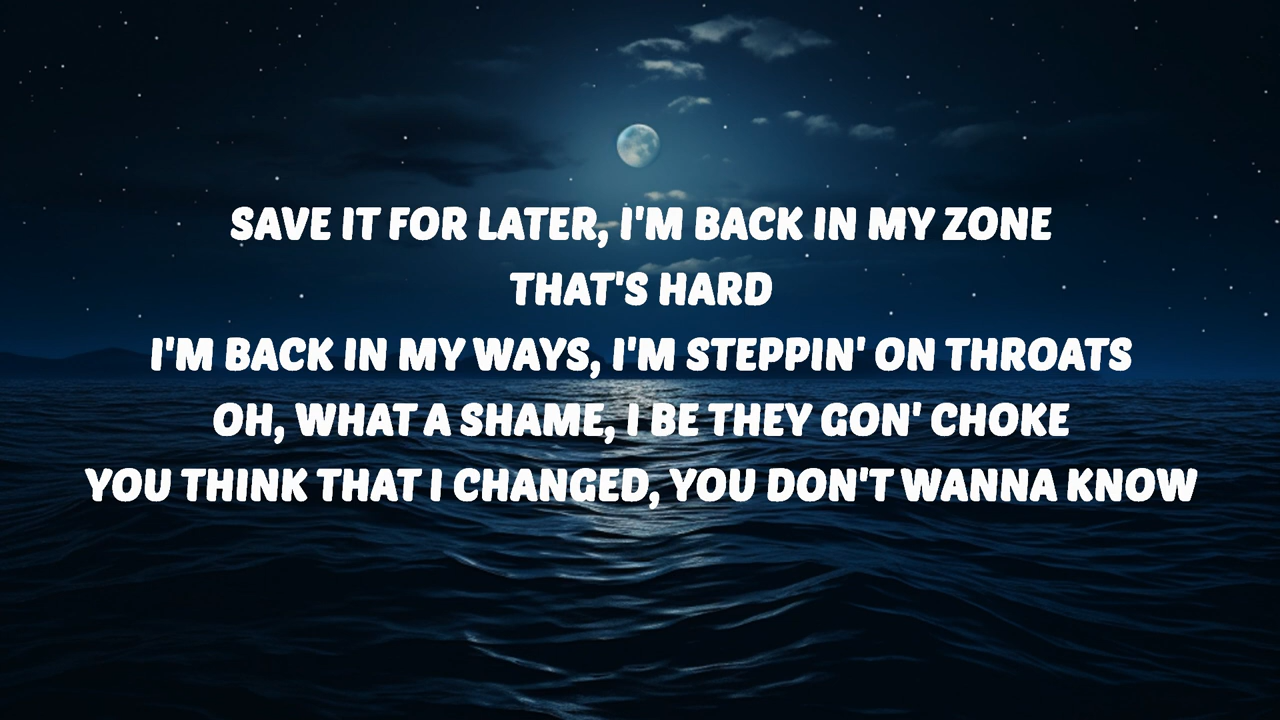 SAVE IT FOR LATER, I'M BACK IN MY ZONE
THAT'S HARD
I'M BACK IN MY WAYS, I'M STEPPIN' ON THROATS
OH, WHAT A SHAME, I BE THEY GON' CHOKE
YOU THINK THAT I CHANGED, YOU DON'T WANNA KNOW